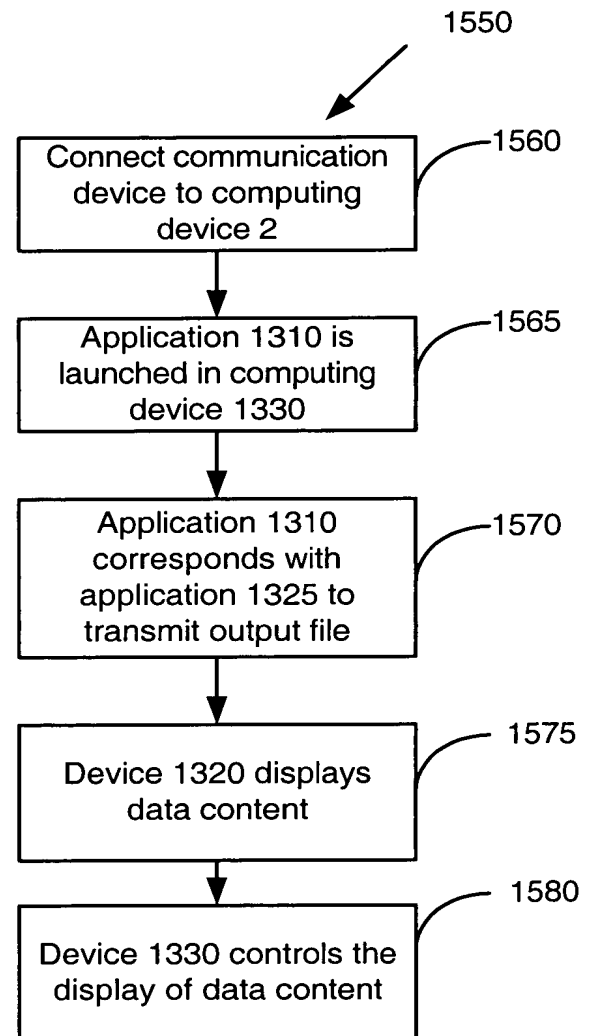 1550
Connect communication
device to computing
device 2
1560
Application 1310 is
launched in computing
device 1330
1565
Application 1310
corresponds with
application 1325 to
transmit output file
1570
Device 1320 displays
data content
1575
Device 1330 controls the
display of data content
1580